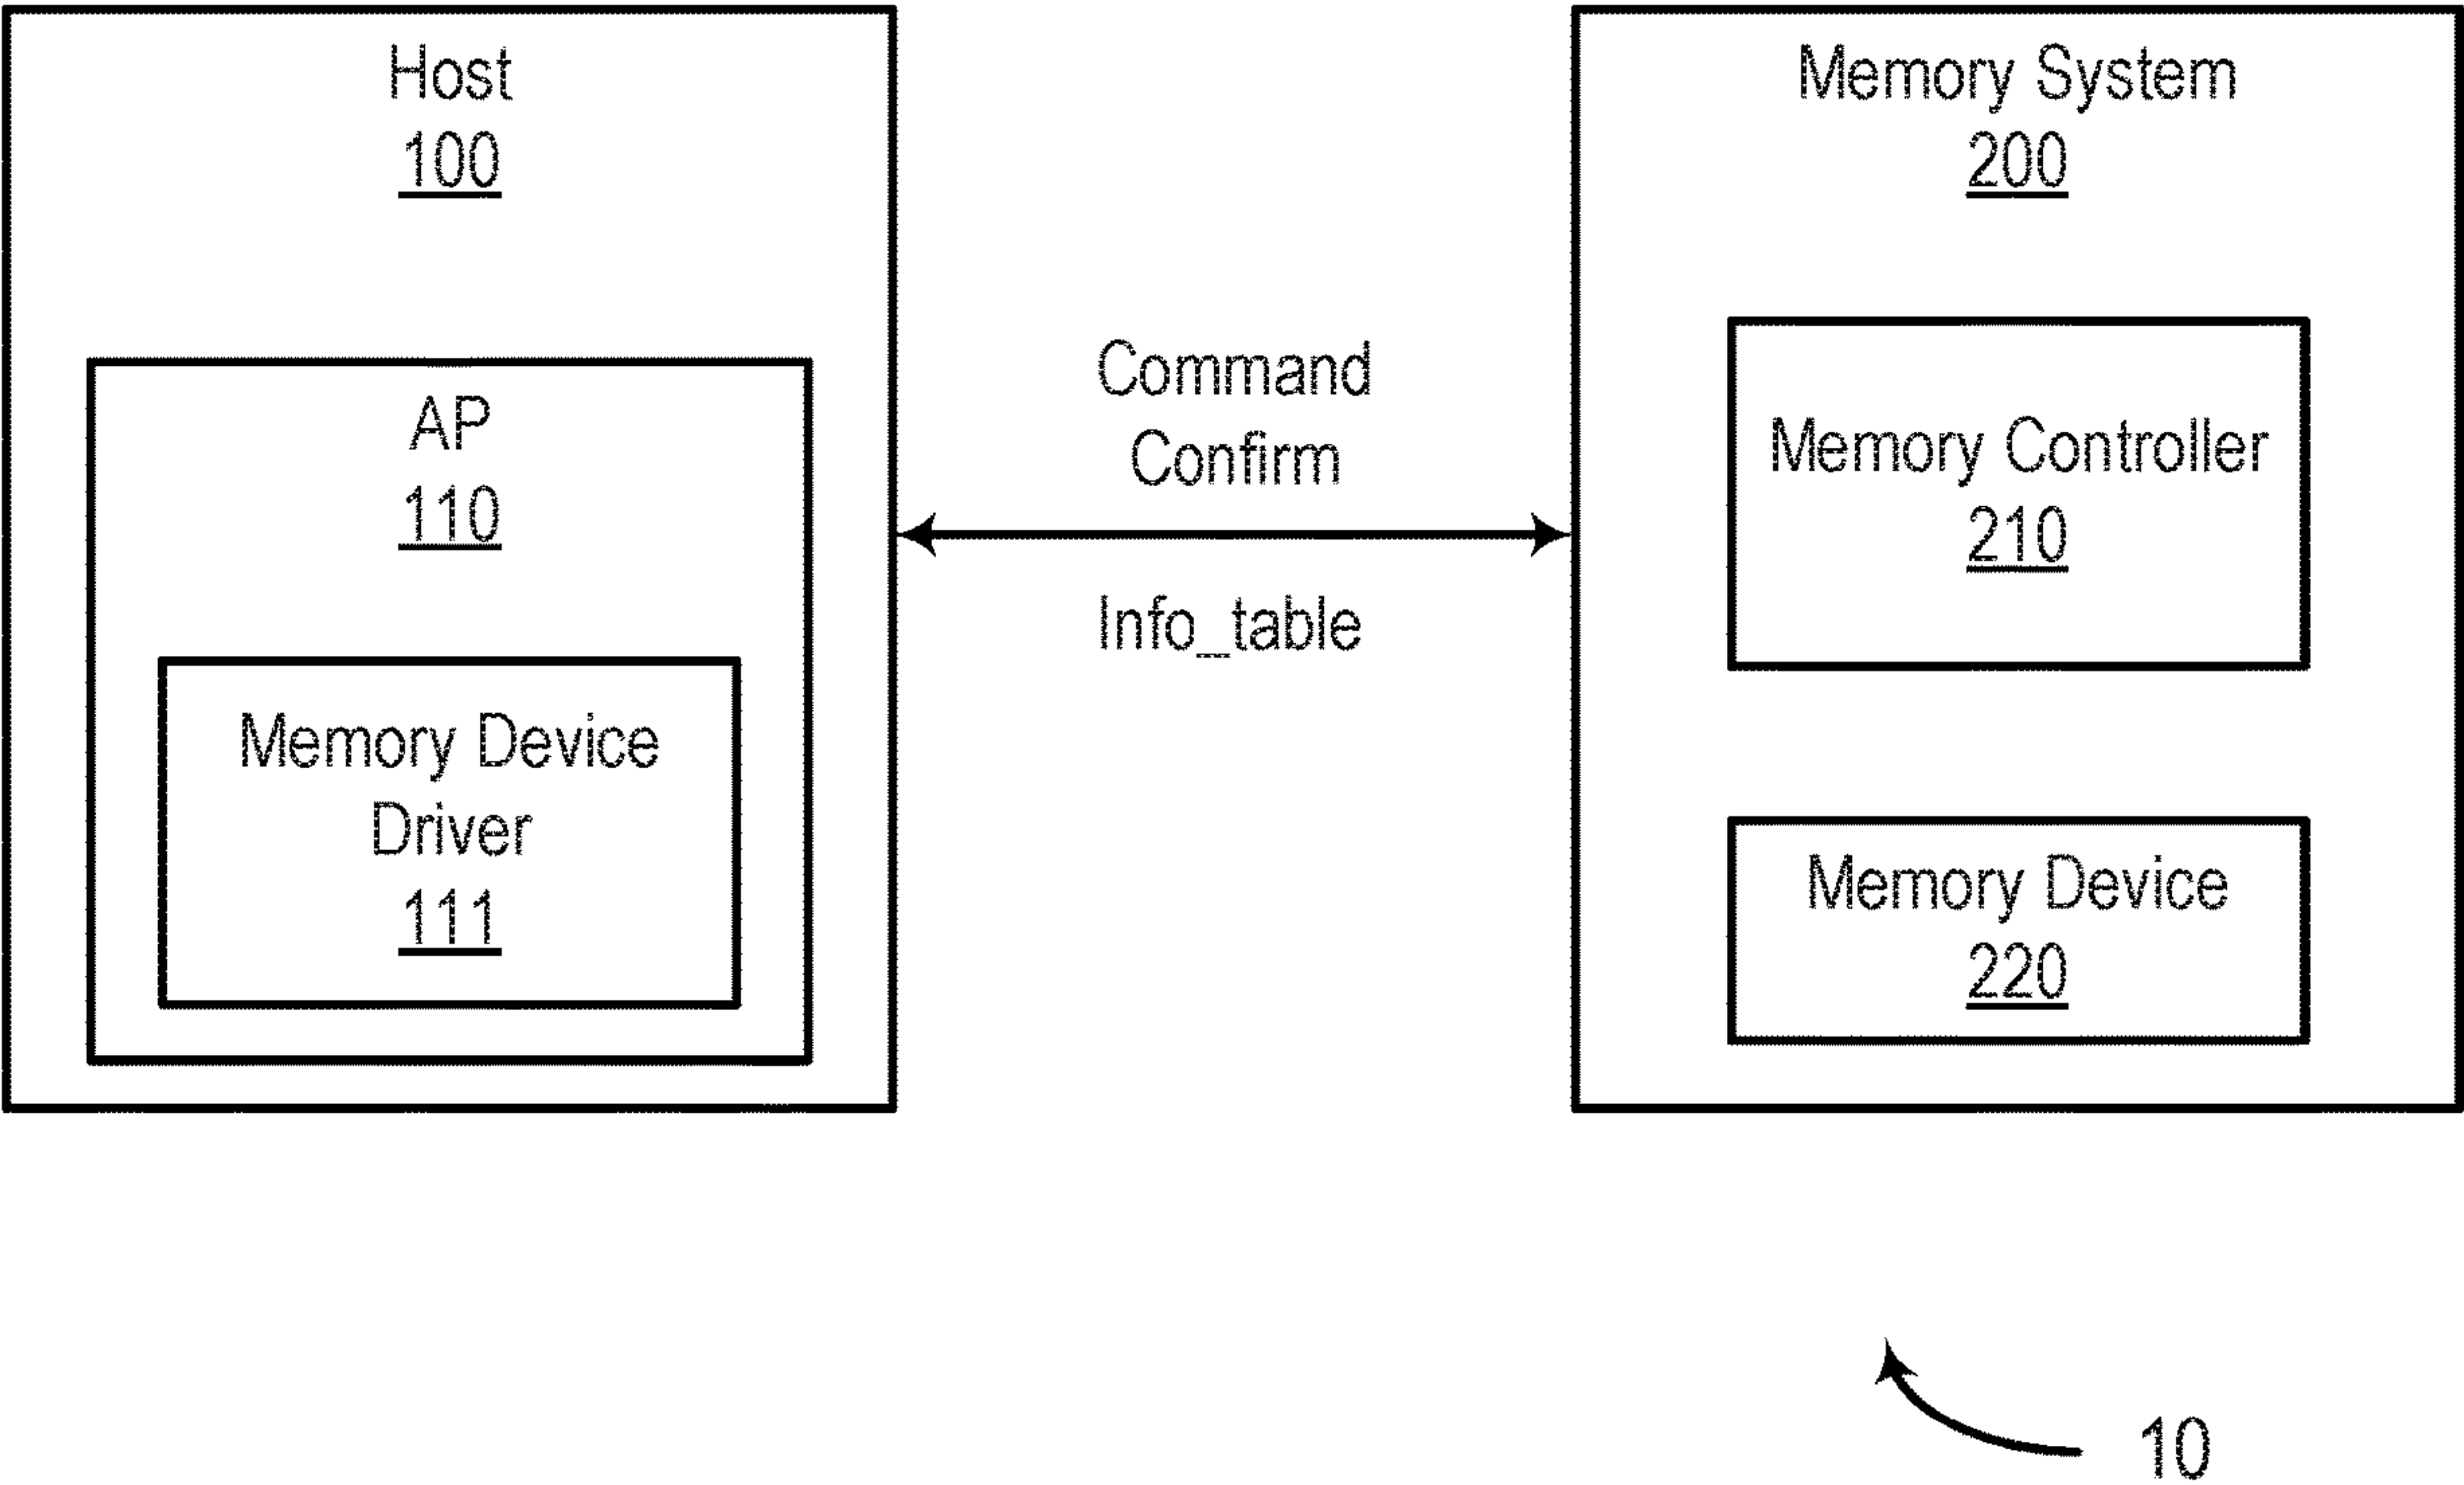 Host
100
AP
110
Memory Device
Driver
111
Command
Confirm
Info_table
Memory System
200
Memory Controller
210
Memory Device
220
10